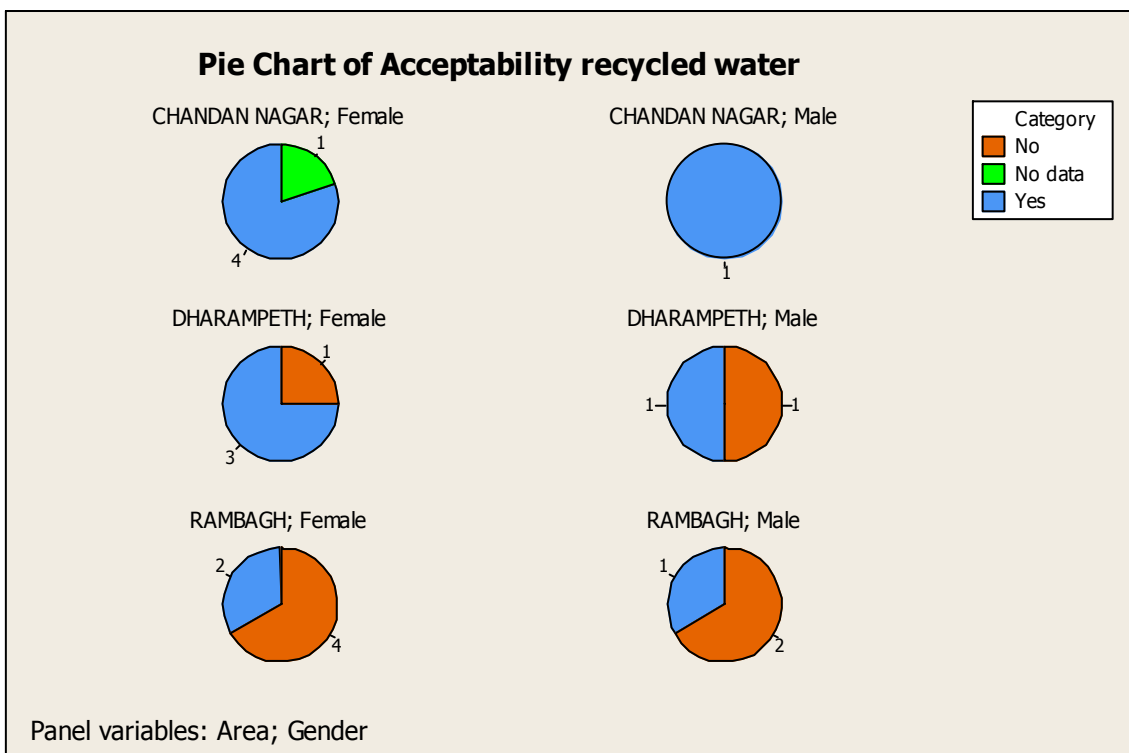 Pie Chart of Acceptability recycled water
CHANDAN NAGAR; Female
1
4
CHANDAN NAGAR; Male
1
Category
No
No data
Yes
DHARAMPETH; Female
1
3
DHARAMPETH; Male
1
1
RAMBAGH; Female
2
4
RAMBAGH; Male
1
2
Panel variables: Area; Gender